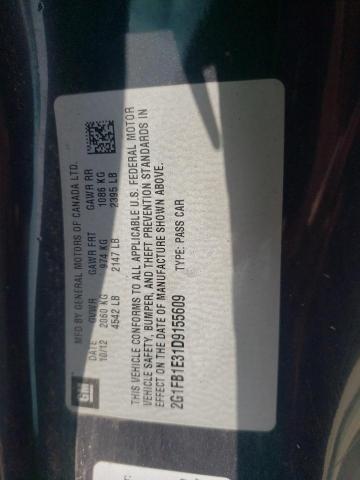 GM
MFD BY GENERAL MOTORS OF CANADA LTD.
DATE GVWR GAWR FRT GAWR RR
10/12 2060 KG 974 KG 1086 KG
4542 LB 2147 LB 2395 LB
THIS VEHICLE CONFORMS TO ALL APPLICABLE U.S. FEDERAL MOTOR
VEHICLE SAFETY, BUMPER, AND THEFT PREVENTION STANDARDS IN
EFFECT ON THE DATE OF MANUFACTURE SHOWN ABOVE.
2G1FB1E31D9155609 TYPE: PASS CAR